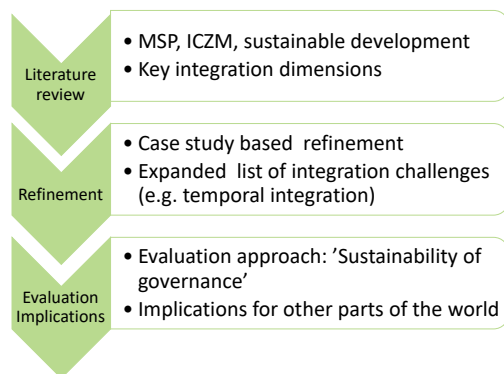 Literature
review
• MSP, ICZM, sustainable development
• Key integration dimensions
Refinement
• Case study based refinement
• Expanded list of integration challenges
(e.g. temporal integration)
Evaluation
Implications
• Evaluation approach: ’Sustainability of
governance’
• Implications for other parts of the world